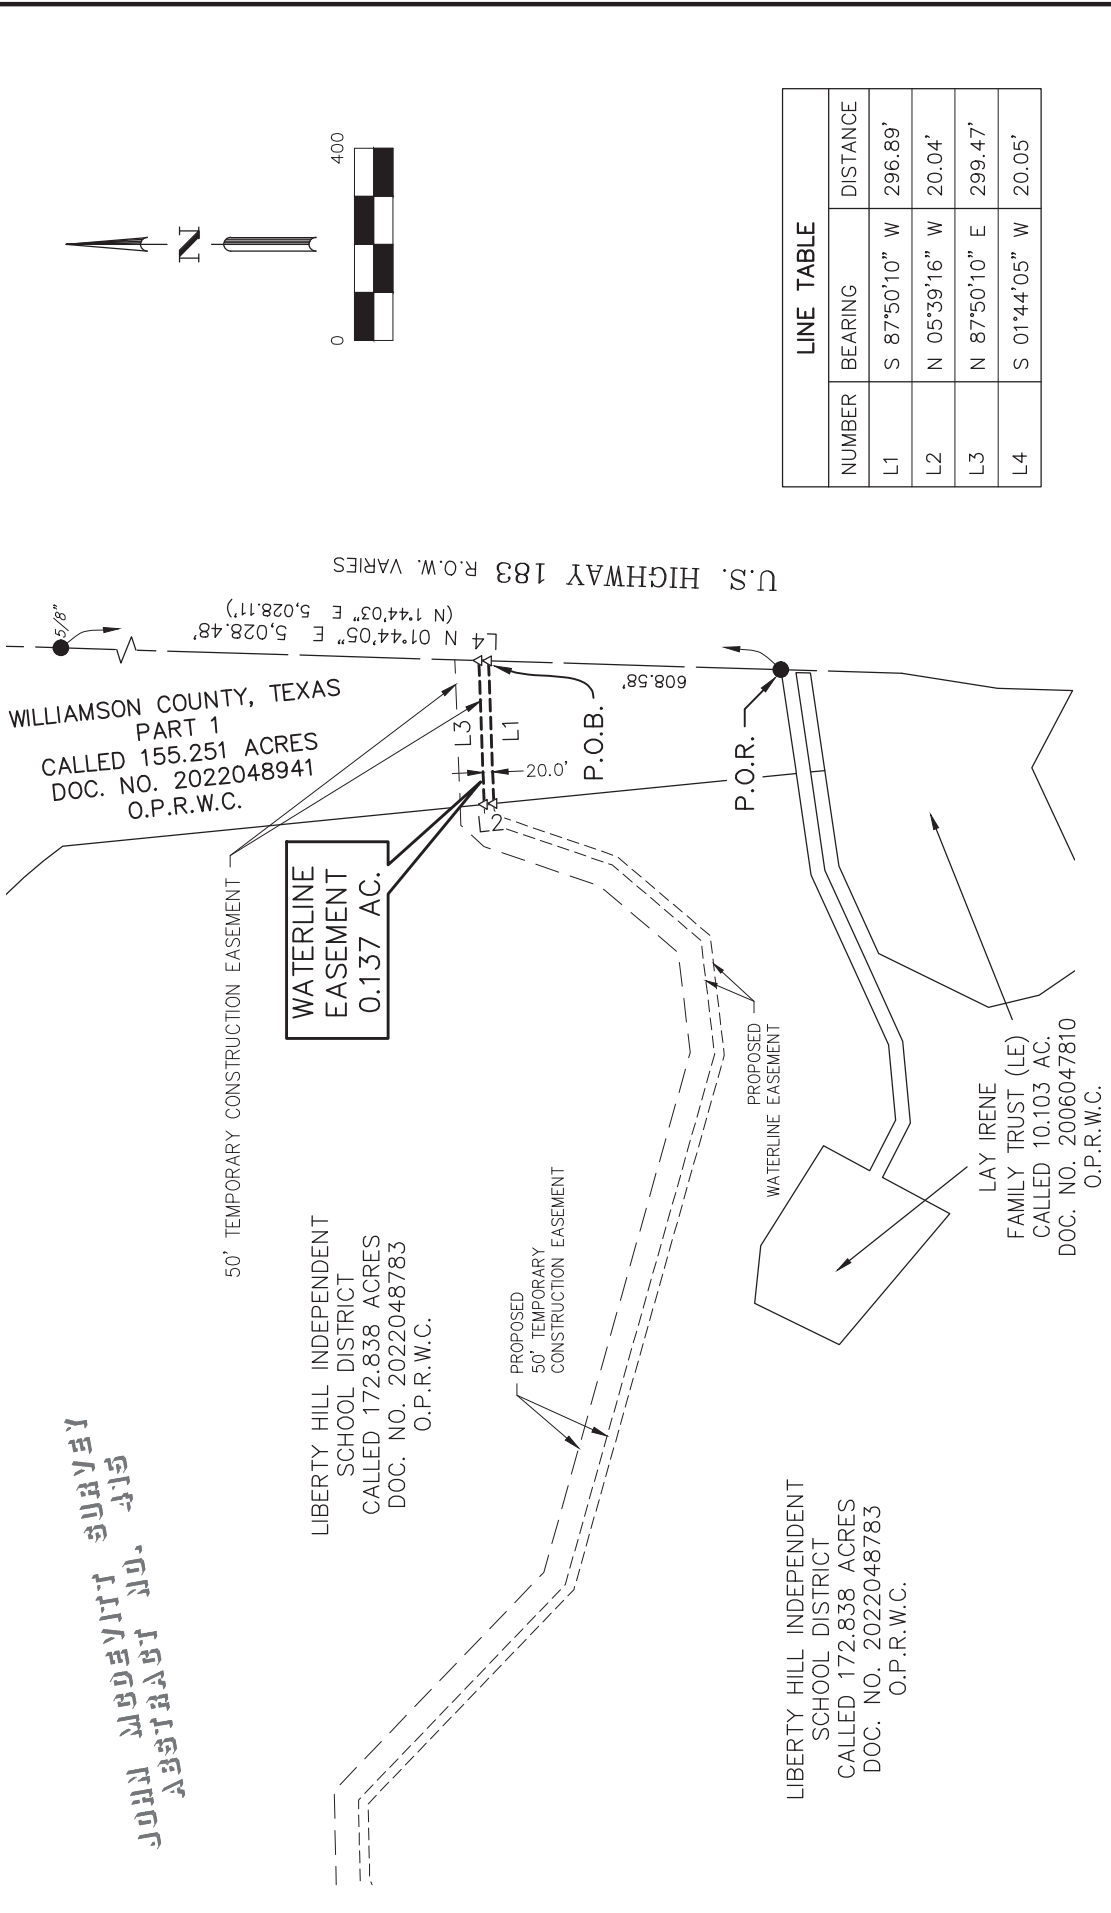 N
0 400
LINE TABLE
NUMBER BEARING DISTANCE
L1 S 87°50'10" W 296.89'
L2 N 05°39'16" W 20.04'
L3 N 87°50'10" E 299.47'
L4 S 01°44'05" W 20.05'
U.S. HIGHWAY 183 R.O.W. VARIES
5/8"
(N 1°44'03" E 5,028.11')
N 01°44'05" E 5,028.48'
L4
608.58'
WILLIAMSON COUNTY, TEXAS
PART 1
CALLED 155.251 ACRES
DOC. NO. 2022048941
O.P.R.W.C.
L3
L1
20.0'
L2
P.O.B.
P.O.R.
50' TEMPORARY CONSTRUCTION EASEMENT
WATERLINE
EASEMENT
0.137 AC.
PROPOSED
WATERLINE EASEMENT
PROPOSED
50' TEMPORARY
CONSTRUCTION EASEMENT
LAY IRENE
FAMILY TRUST (LE)
CALLED 10.103 AC.
DOC. NO. 2006047810
O.P.R.W.C.
LIBERTY HILL INDEPENDENT
SCHOOL DISTRICT
CALLED 172.838 ACRES
DOC. NO. 2022048783
O.P.R.W.C.
LIBERTY HILL INDEPENDENT
SCHOOL DISTRICT
CALLED 172.838 ACRES
DOC. NO. 2022048783
O.P.R.W.C.
JOHN MCDEVITT SURVEY
ABSTRACT NO. 415